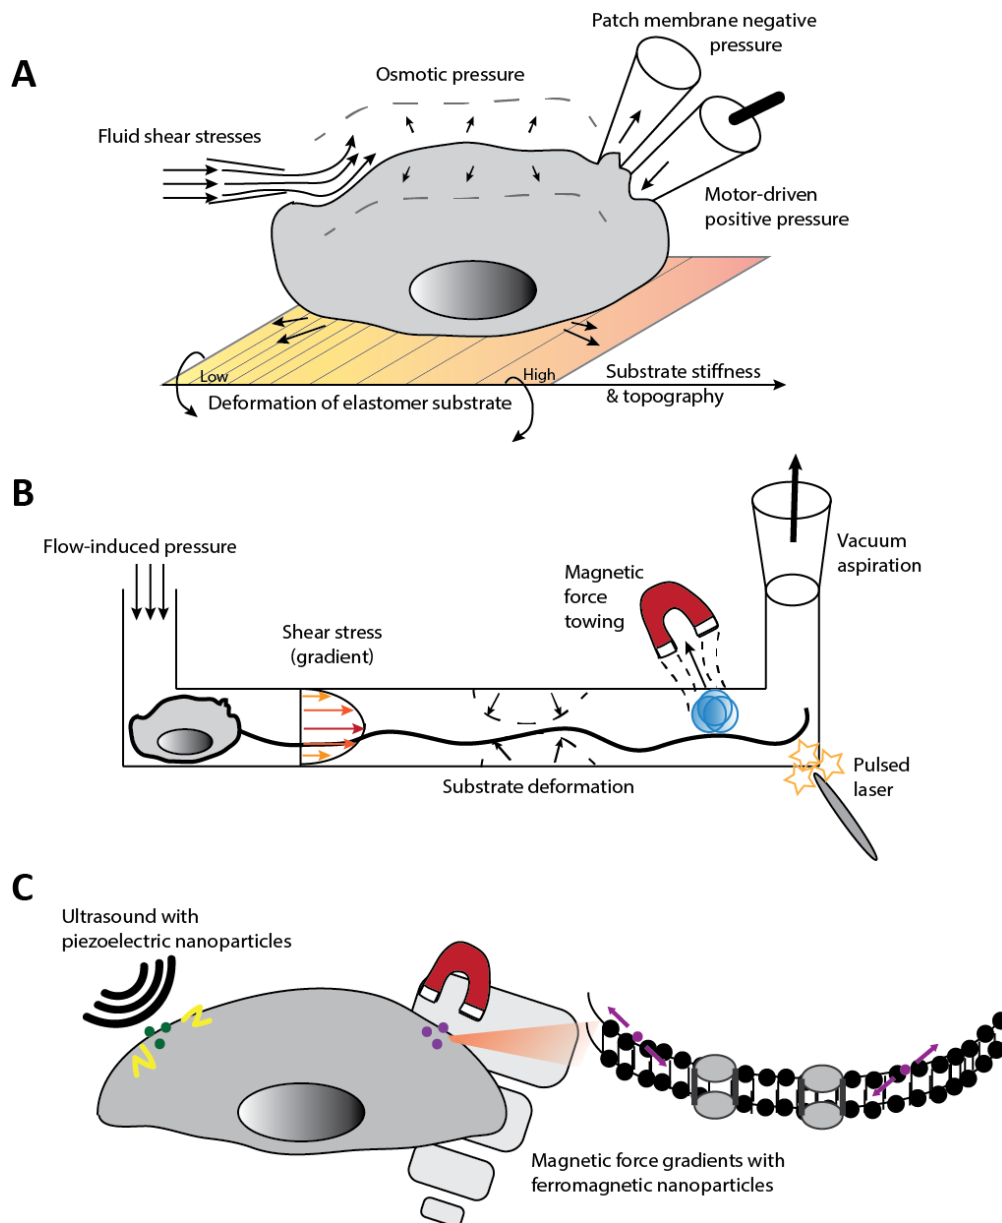 A
Patch membrane negative
pressure
Osmotic pressure
Fluid shear stresses
Motor-driven
positive pressure
Low
High
Substrate stiffness
& topography
Deformation of elastomer substrate
B
Flow-induced pressure
Vacuum
aspiration
Magnetic
force
towing
Shear stress
(gradient)
Substrate deformation
Pulsed
laser
C
Ultrasound with
piezoelectric nanoparticles
Magnetic force gradients with
ferromagnetic nanoparticles